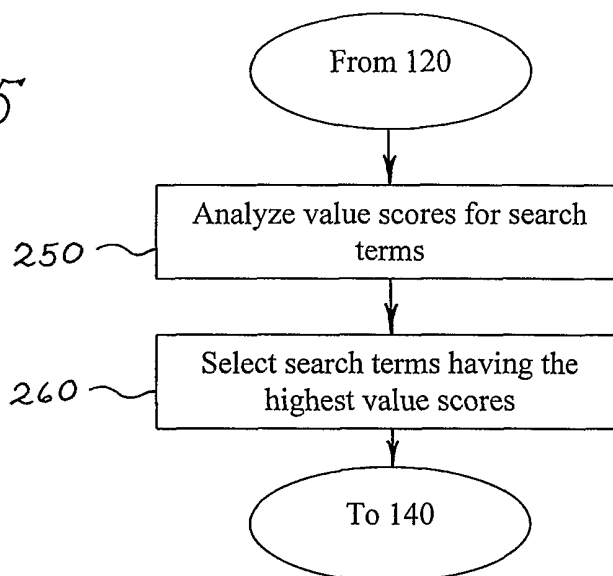 5
From 120
Analyze value scores for search
terms
250
Select search terms having the
highest value scores
260
To 140